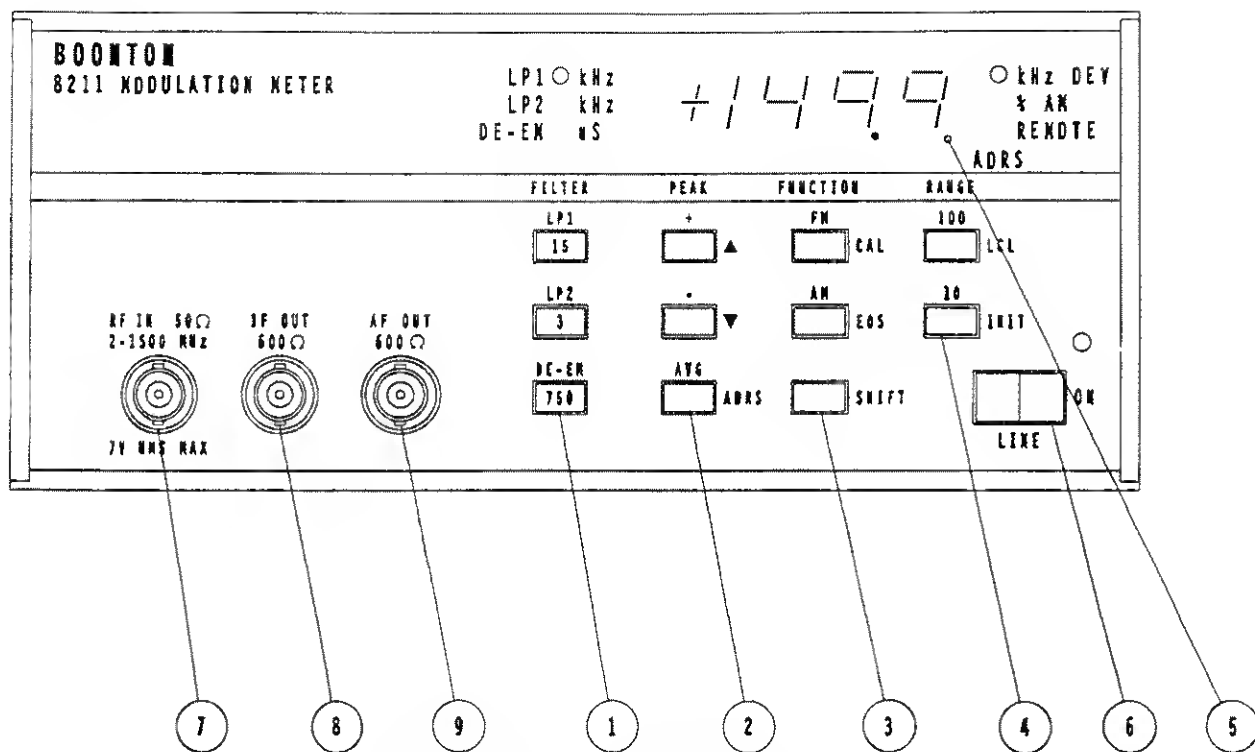 BOONTON
8211 MODULATION METER
LP1 kHz
LP2 kHz
DE-EM uS
+149.9.
kHz DEV
% AM
REMOTE
ADRS
FILTER PEAK FUNCTION RANGE
LP1 + FM 100
15 ▲ CAL LCL
LP2 - AM 10
3 ▼ EOS INIT
DE-EM AVG
750 ADRS SHIFT ON
LINE
RF IN 50Ω IF OUT AF OUT
2-1500 MHz 600Ω 600Ω
7V RMS MAX
7 8 9 1 2 3 4 6 5